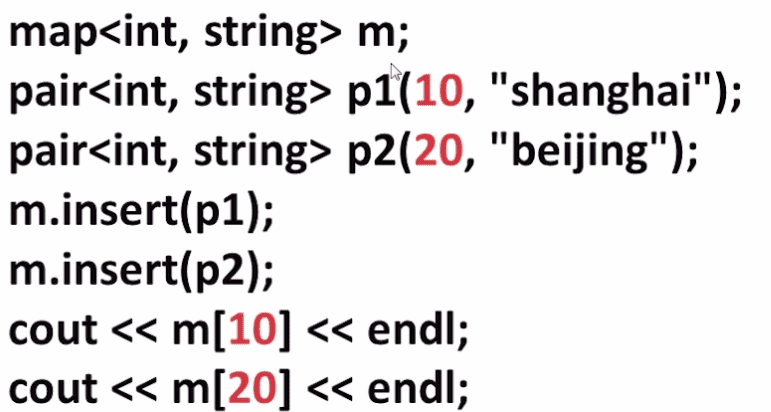 map<int, string> m;
pair<int, string> p1(10, "shanghai");
pair<int, string> p2(20, "beijing");
m.insert(p1);
m.insert(p2);
cout << m[10] << endl;
cout << m[20] << endl;